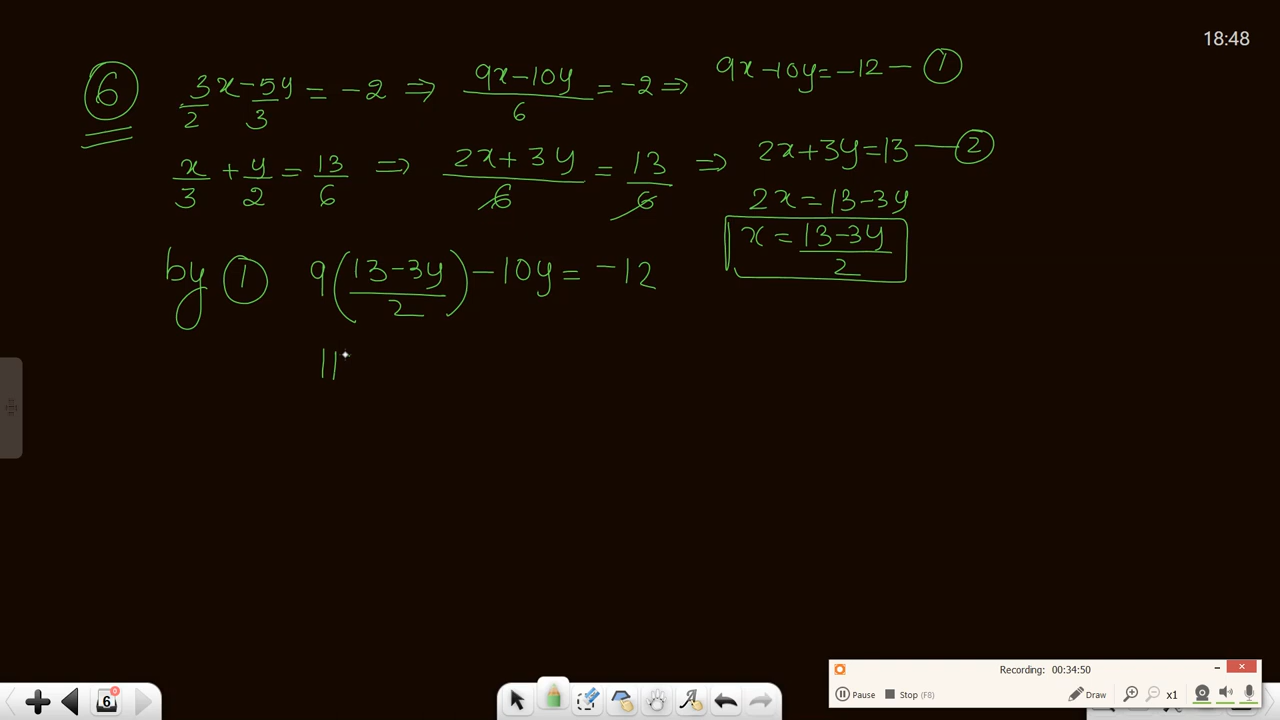 18:48
⑥ 3/2 x - 5y/3 = -2 ⇒ (9x - 10y)/6 = -2 ⇒ 9x - 10y = -12 — ①
x/3 + y/2 = 13/6 ⇒ (2x + 3y)/6 = 13/6 ⇒ 2x + 3y = 13 — ②
2x = 13 - 3y
x = (13 - 3y)/2
by ① 9((13 - 3y)/2) - 10y = -12
11
Recording: 00:34:50
6 0 Pause Stop (F8) Draw x1